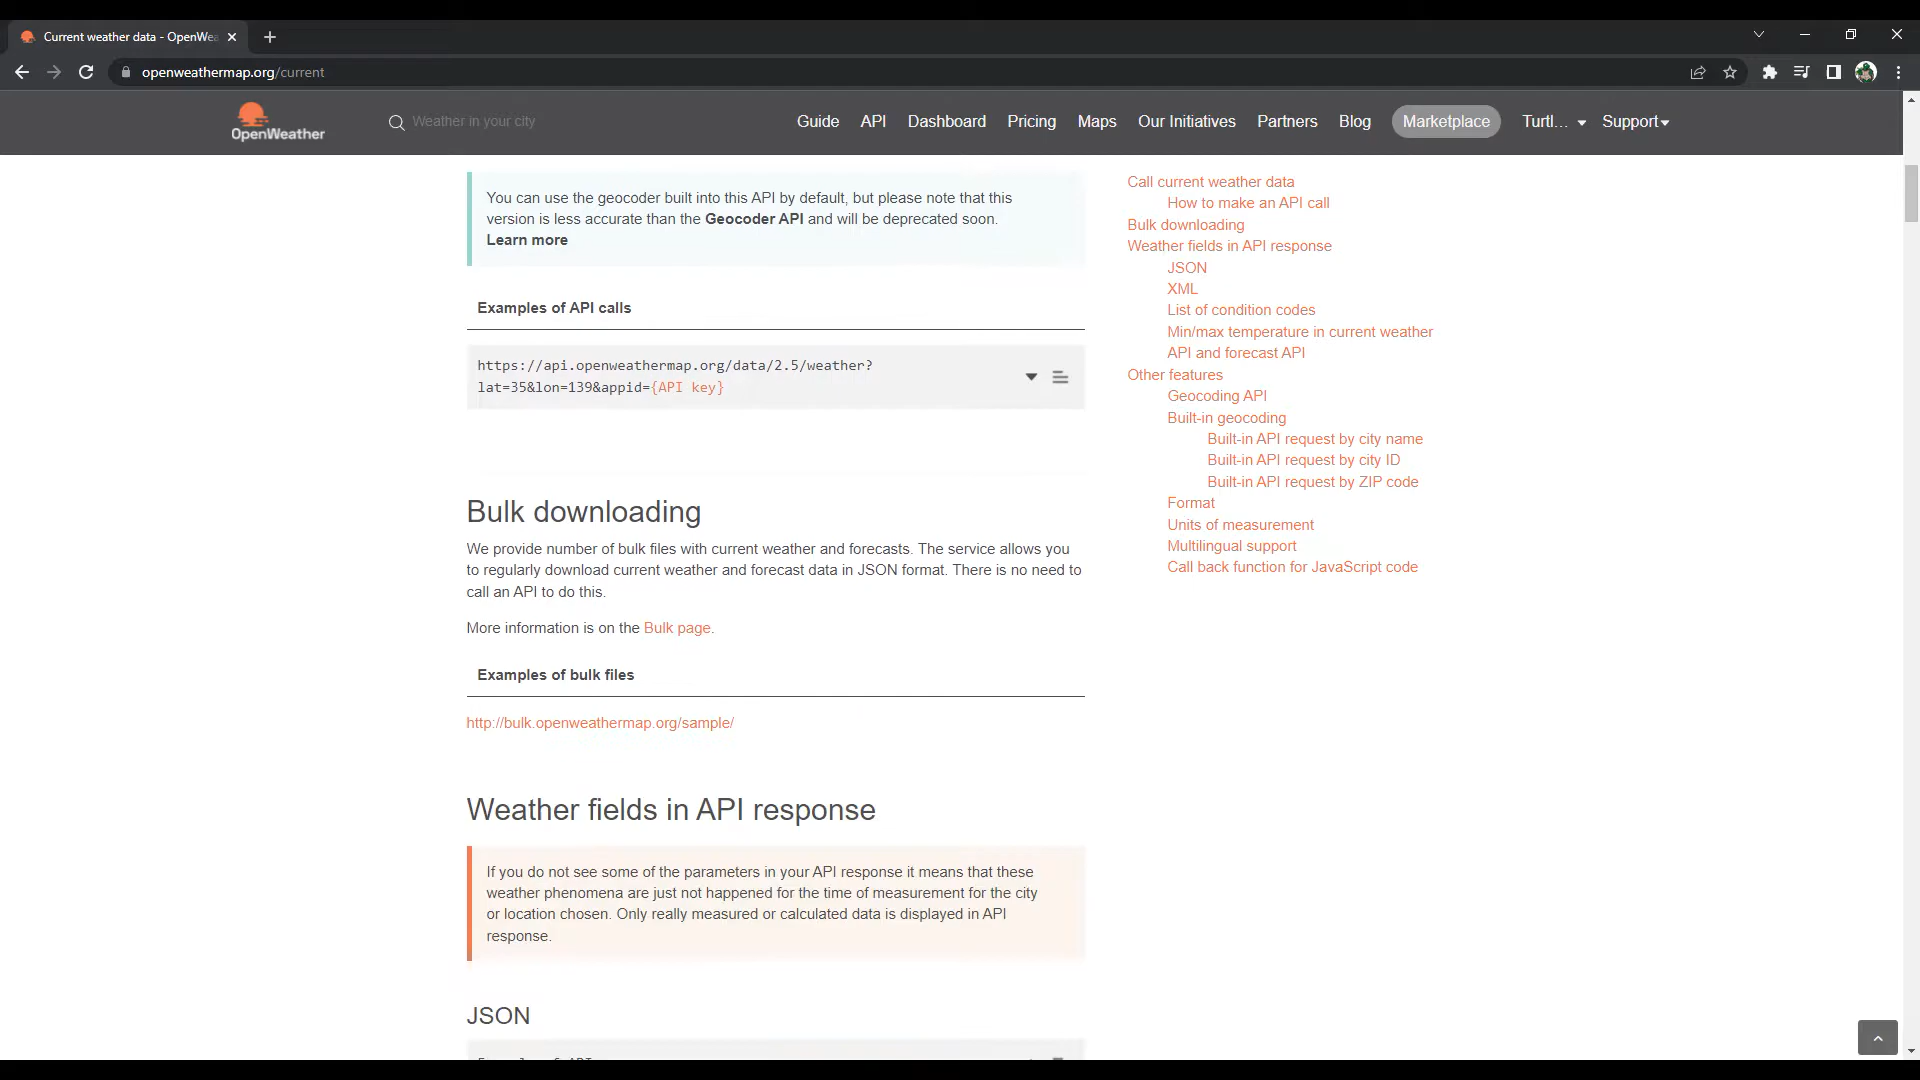 Current weather data - OpenWea
openweathermap.org/current
OpenWeather
Weather in your city
Guide API Dashboard Pricing Maps Our Initiatives Partners Blog Marketplace Turtl... Support
You can use the geocoder built into this API by default, but please note that this
version is less accurate than the Geocoder API and will be deprecated soon.
Learn more
Examples of API calls
https://api.openweathermap.org/data/2.5/weather?
lat=35&lon=139&appid={API key}
Bulk downloading
We provide number of bulk files with current weather and forecasts. The service allows you
to regularly download current weather and forecast data in JSON format. There is no need to
call an API to do this.
More information is on the Bulk page.
Examples of bulk files
http://bulk.openweathermap.org/sample/
Weather fields in API response
If you do not see some of the parameters in your API response it means that these
weather phenomena are just not happened for the time of measurement for the city
or location chosen. Only really measured or calculated data is displayed in API
response.
JSON
Call current weather data
How to make an API call
Bulk downloading
Weather fields in API response
JSON
XML
List of condition codes
Min/max temperature in current weather
API and forecast API
Other features
Geocoding API
Built-in geocoding
Built-in API request by city name
Built-in API request by city ID
Built-in API request by ZIP code
Format
Units of measurement
Multilingual support
Call back function for JavaScript code